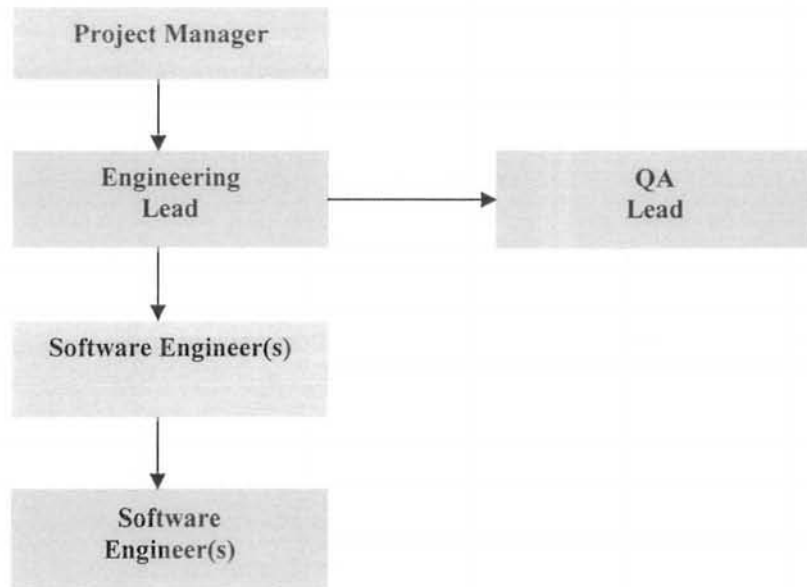 Project Manager
Engineering
Lead
QA
Lead
Software Engineer(s)
Software
Engineer(s)